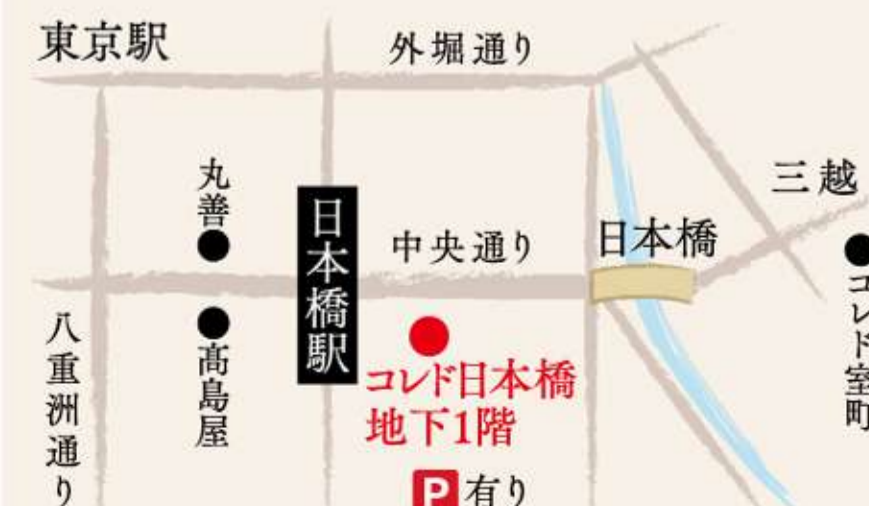 東京駅
外堀通り
丸善
三越
日本橋駅
中央通り
日本橋
コレド室町
八重洲通り
髙島屋
コレド日本橋
地下1階
P有り